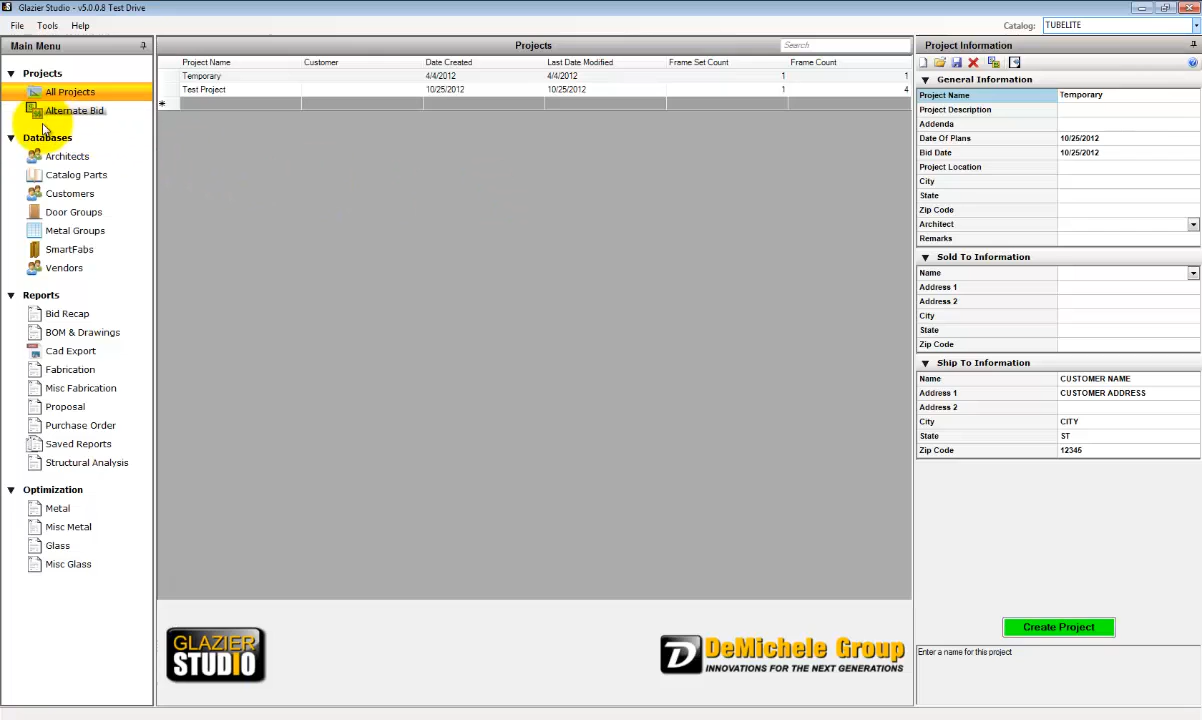 Glazier Studio - v5.0.0.8 Test Drive
File Tools Help
Catalog: TUBELITE
Main Menu
Projects
All Projects
Alternate Bid
Databases
Architects
Catalog Parts
Customers
Door Groups
Metal Groups
SmartFabs
Vendors
Reports
Bid Recap
BOM & Drawings
Cad Export
Fabrication
Misc Fabrication
Proposal
Purchase Order
Saved Reports
Structural Analysis
Optimization
Metal
Misc Metal
Glass
Misc Glass
Projects
Search
Project Name Customer Date Created Last Date Modified Frame Set Count Frame Count
Temporary 4/4/2012 4/4/2012 1 1
Test Project 10/25/2012 10/25/2012 1 4
GLAZIER
STUDIO
D DeMichele Group
INNOVATIONS FOR THE NEXT GENERATIONS
Project Information
General Information
Project Name Temporary
Project Description
Addenda
Date Of Plans 10/25/2012
Bid Date 10/25/2012
Project Location
City
State
Zip Code
Architect
Remarks
Sold To Information
Name
Address 1
Address 2
City
State
Zip Code
Ship To Information
Name CUSTOMER NAME
Address 1 CUSTOMER ADDRESS
Address 2
City CITY
State ST
Zip Code 12345
Create Project
Enter a name for this project